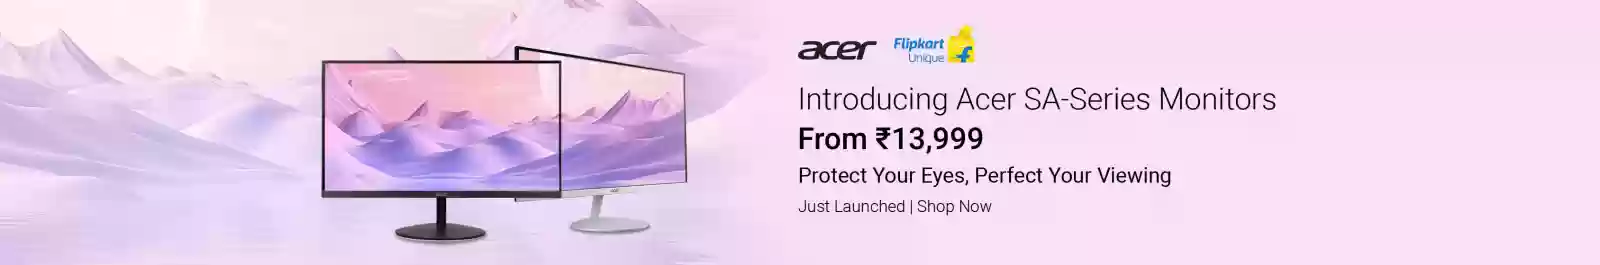 acer Flipkart Unique
Introducing Acer SA-Series Monitors
From ₹13,999
Protect Your Eyes, Perfect Your Viewing
Just Launched | Shop Now